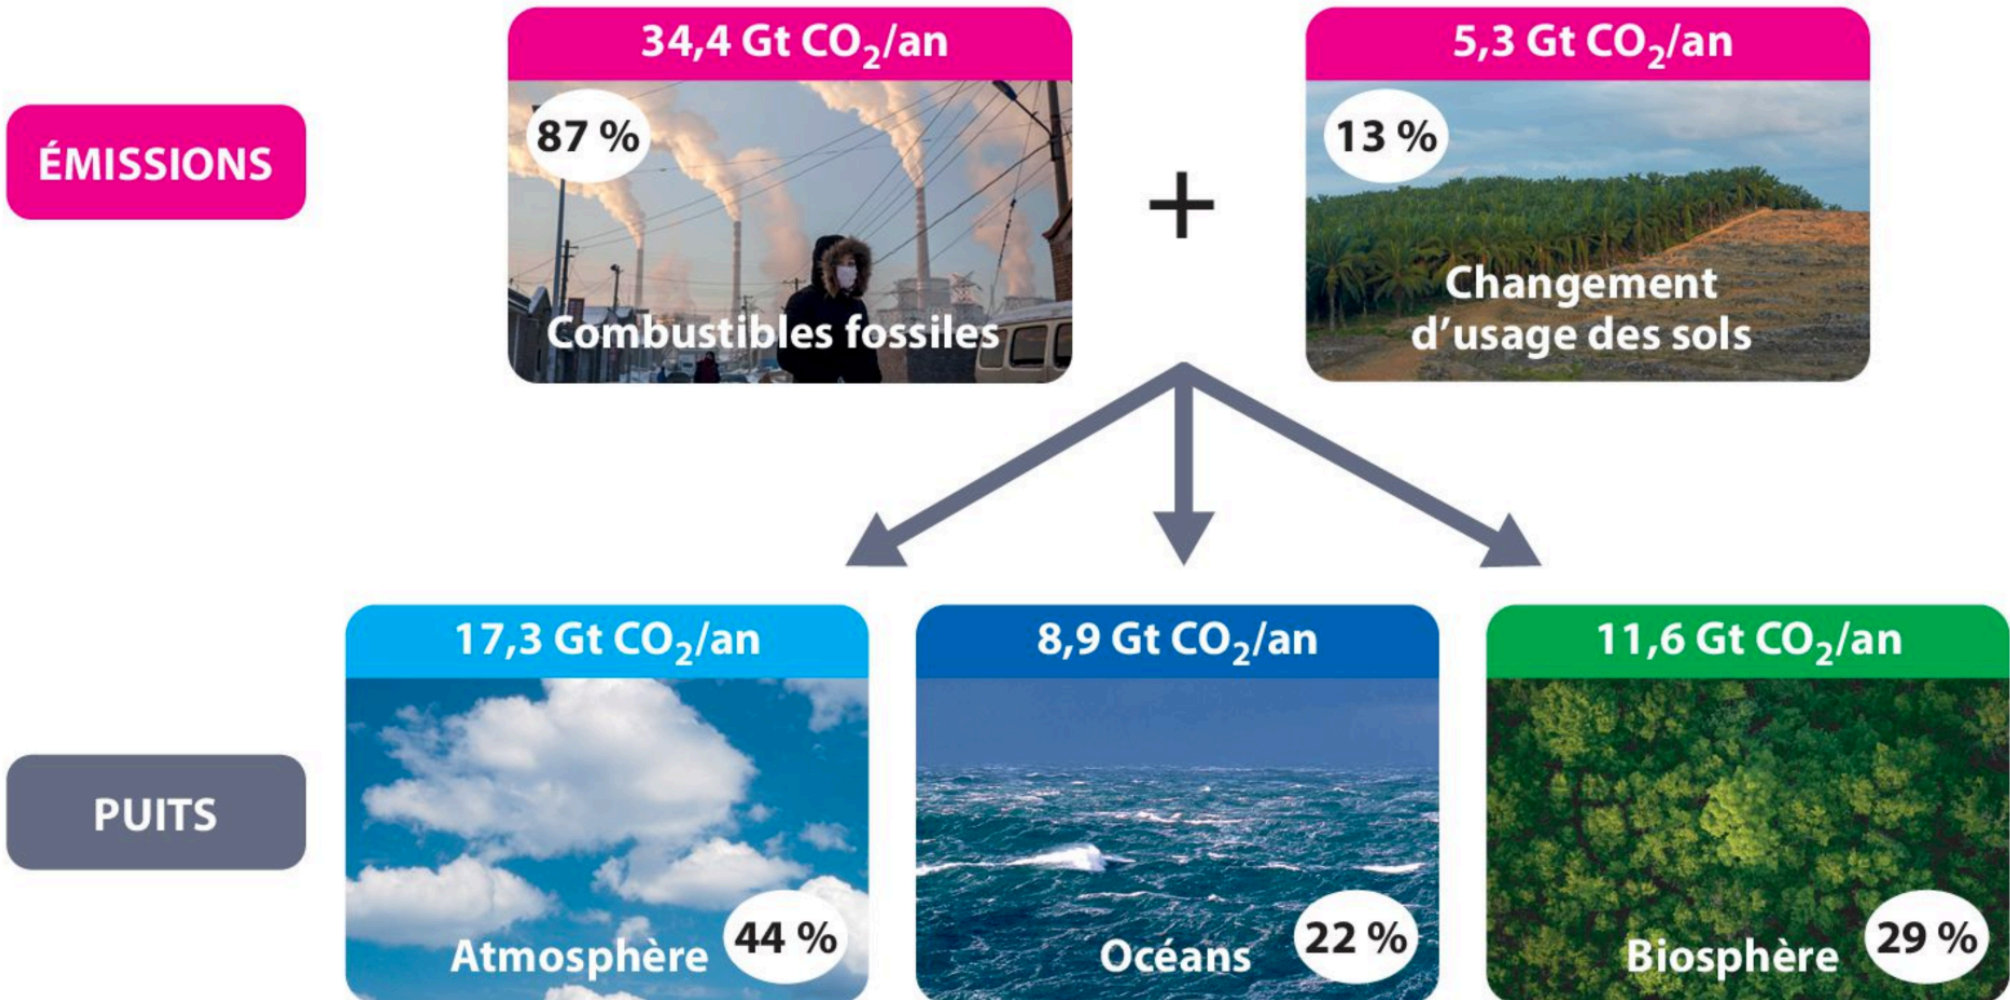 34,4 Gt CO₂/an
5,3 Gt CO₂/an
ÉMISSIONS
87 %
13 %
+
Combustibles fossiles
Changement
d’usage des sols
17,3 Gt CO₂/an
8,9 Gt CO₂/an
11,6 Gt CO₂/an
PUITS
Atmosphère
44 %
Océans
22 %
Biosphère
29 %